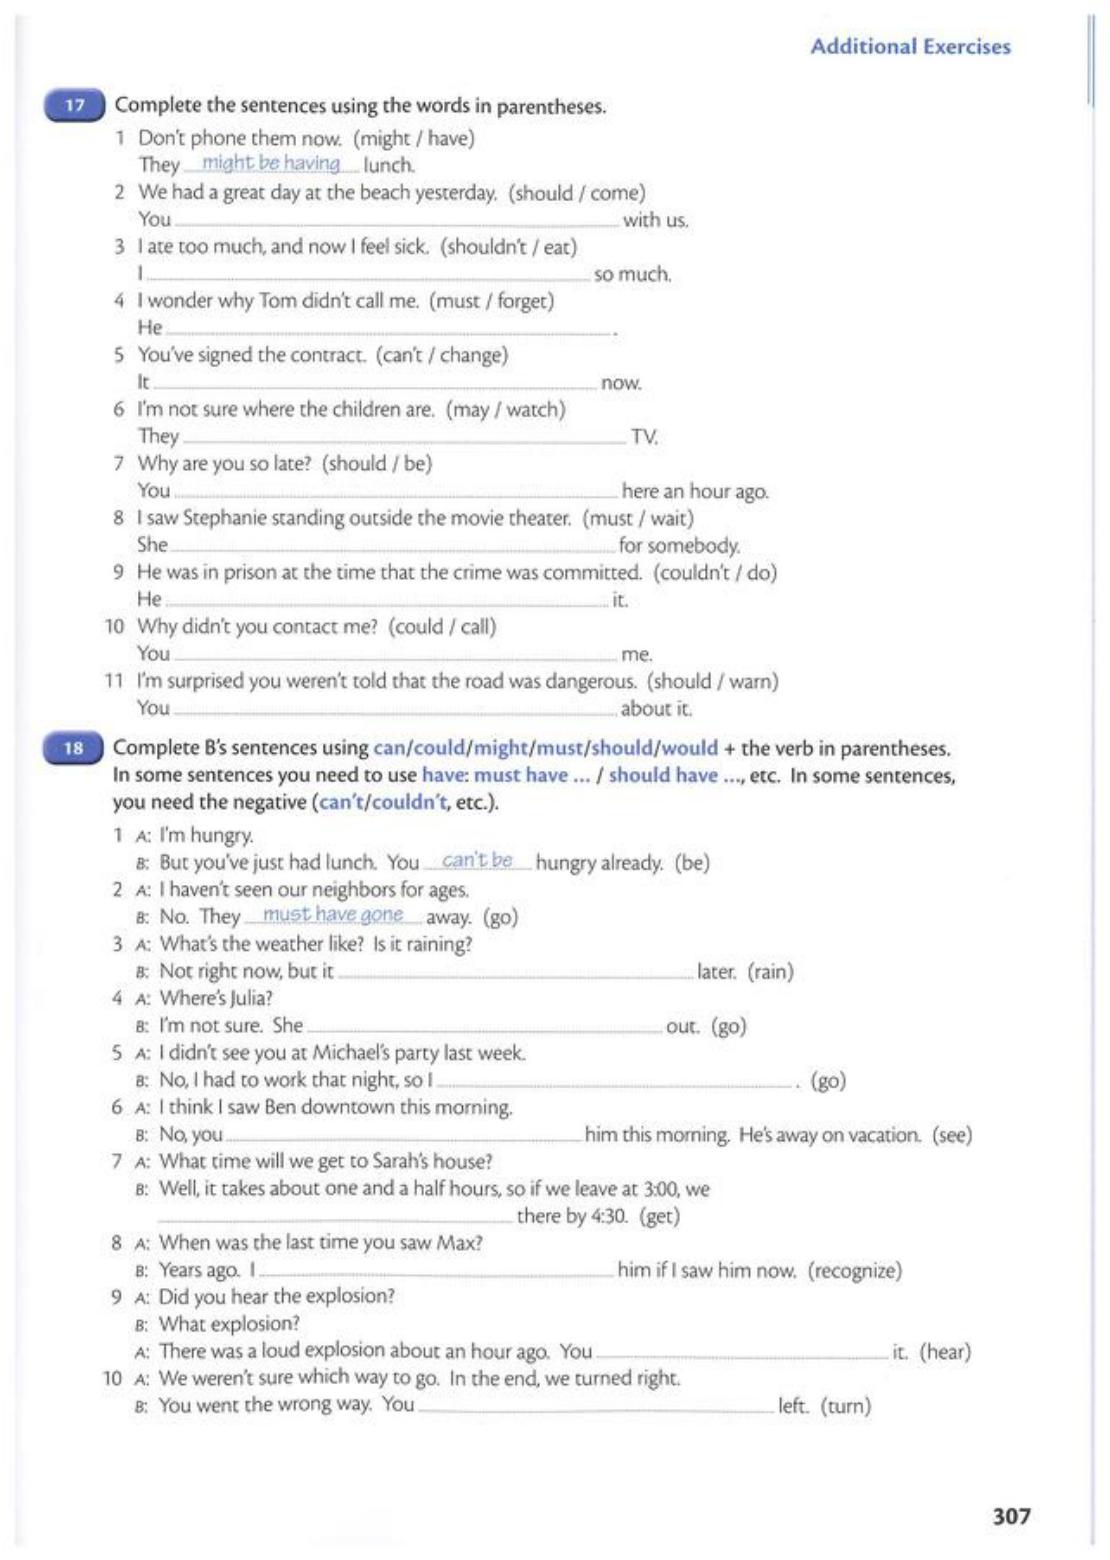 Additional Exercises
17 Complete the sentences using the words in parentheses.
1 Don't phone them now. (might / have)
They might be having lunch.
2 We had a great day at the beach yesterday. (should / come)
You with us.
3 I ate too much, and now I feel sick. (shouldn't / eat)
I so much.
4 I wonder why Tom didn't call me. (must / forget)
He .
5 You've signed the contract. (can't / change)
It now.
6 I'm not sure where the children are. (may / watch)
They TV.
7 Why are you so late? (should / be)
You here an hour ago.
8 I saw Stephanie standing outside the movie theater. (must / wait)
She for somebody.
9 He was in prison at the time that the crime was committed. (couldn't / do)
He it.
10 Why didn't you contact me? (could / call)
You me.
11 I'm surprised you weren't told that the road was dangerous. (should / warn)
You about it.
18 Complete B's sentences using can/could/might/must/should/would + the verb in parentheses.
In some sentences you need to use have: must have ... / should have ..., etc. In some sentences,
you need the negative (can't/couldn't, etc.).
1 A: I'm hungry.
B: But you've just had lunch. You can't be hungry already. (be)
2 A: I haven't seen our neighbors for ages.
B: No. They must have gone away. (go)
3 A: What's the weather like? Is it raining?
B: Not right now, but it later. (rain)
4 A: Where's Julia?
B: I'm not sure. She out. (go)
5 A: I didn't see you at Michael's party last week.
B: No, I had to work that night, so I . (go)
6 A: I think I saw Ben downtown this morning.
B: No, you him this morning. He's away on vacation. (see)
7 A: What time will we get to Sarah's house?
B: Well, it takes about one and a half hours, so if we leave at 3:00, we
there by 4:30. (get)
8 A: When was the last time you saw Max?
B: Years ago. I him if I saw him now. (recognize)
9 A: Did you hear the explosion?
B: What explosion?
A: There was a loud explosion about an hour ago. You it. (hear)
10 A: We weren't sure which way to go. In the end, we turned right.
B: You went the wrong way. You left. (turn)
307